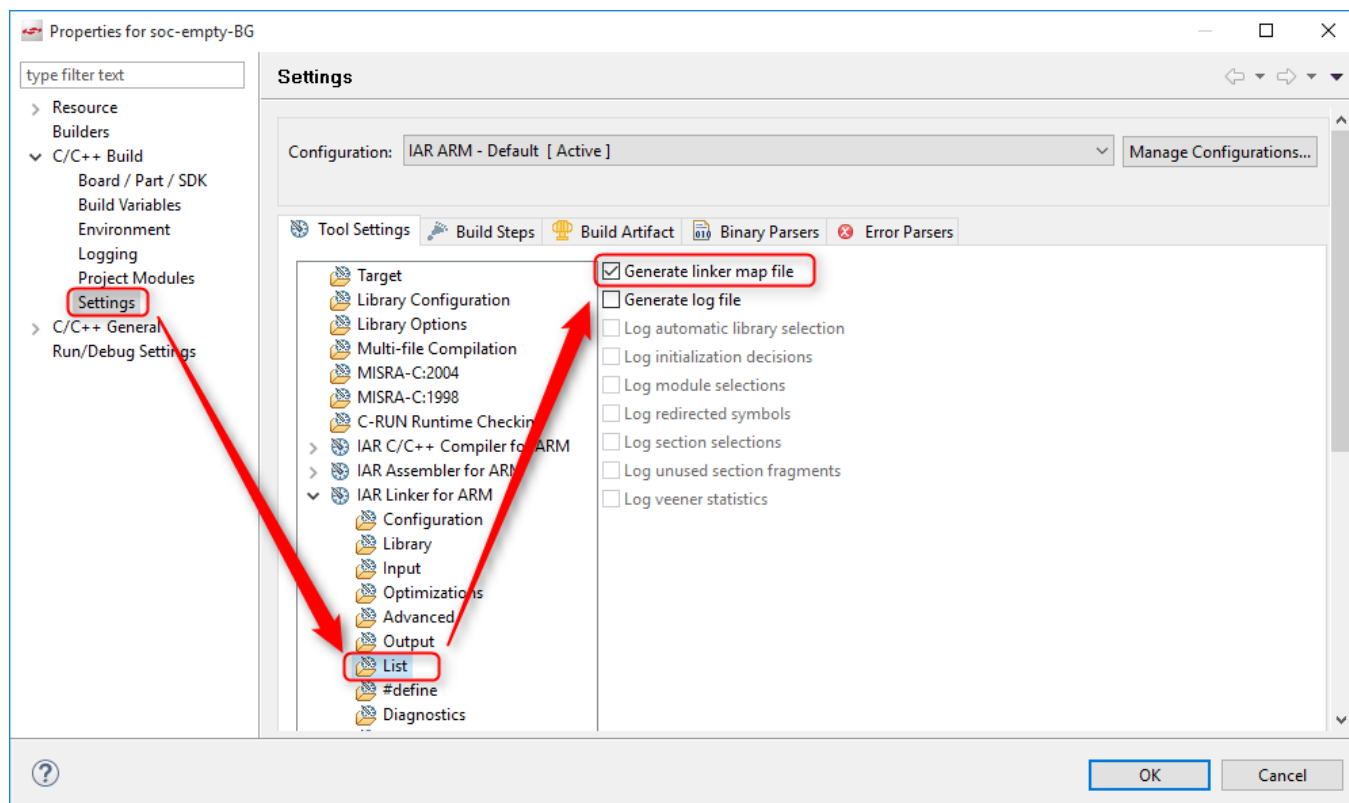 Properties for soc-empty-BG
type filter text
Resource
Builders
C/C++ Build
Board / Part / SDK
Build Variables
Environment
Logging
Project Modules
Settings
C/C++ General
Run/Debug Settings
Settings
Configuration: IAR ARM - Default [ Active ]
Manage Configurations...
Tool Settings Build Steps Build Artifact Binary Parsers Error Parsers
Target
Library Configuration
Library Options
Multi-file Compilation
MISRA-C:2004
MISRA-C:1998
C-RUN Runtime Checkin
IAR C/C++ Compiler for ARM
IAR Assembler for ARM
IAR Linker for ARM
Configuration
Library
Input
Optimizations
Advanced
Output
List
#define
Diagnostics
Generate linker map file
Generate log file
Log automatic library selection
Log initialization decisions
Log module selections
Log redirected symbols
Log section selections
Log unused section fragments
Log veener statistics
?
OK Cancel